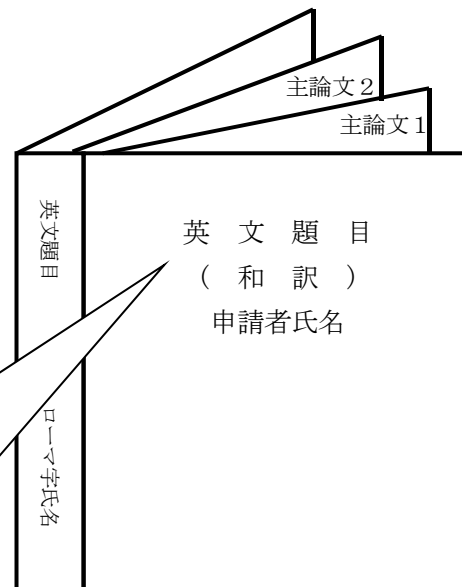 主論文２
主論文１
英文題目
英　文　題　目
（　和　訳　）
申請者氏名
ローマ字氏名